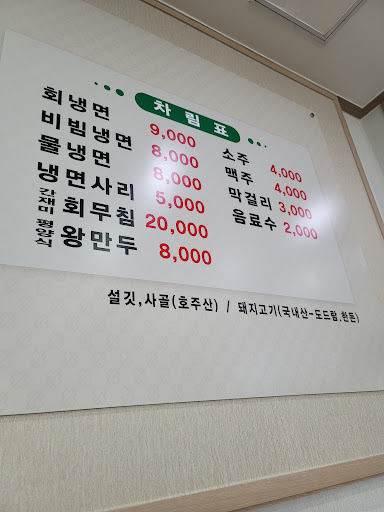 차림표
회냉면 9,000
비빔냉면 8,000
물냉면 8,000
냉면사리 5,000
간재미 회무침 20,000
평양식 왕만두 8,000
소주 4,000
맥주 4,000
막걸리 3,000
음료수 2,000
설깃,사골(호주산) / 돼지고기(국내산-도드람,한돈)